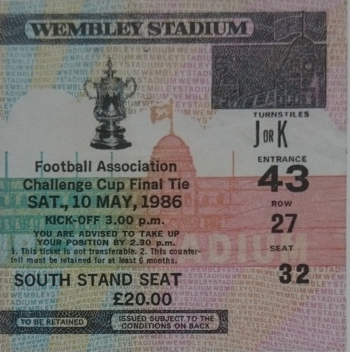 WEMBLEY STADIUM
TURNSTILES
J OR K
ENTRANCE
43
ROW
27
SEAT
32
Football Association
Challenge Cup Final Tie
SAT., 10 MAY, 1986
KICK-OFF 3.00 p.m.
YOU ARE ADVISED TO TAKE UP
YOUR POSITION BY 2.30 p.m.
1. This ticket is not transferable. 2. This counter-
foil must be retained for at least 6 months.
STADIUM
SOUTH STAND SEAT
£20.00
TO BE RETAINED
ISSUED SUBJECT TO THE
CONDITIONS ON BACK